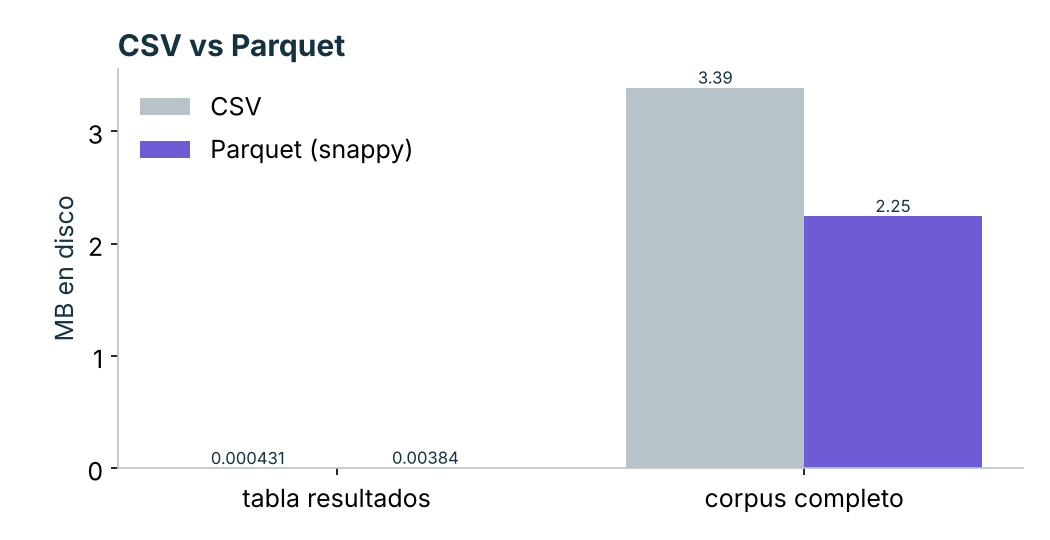 CSV vs Parquet
CSV
Parquet (snappy)
MB en disco
3
2
1
0
3.39
2.25
0.000431
0.00384
tabla resultados
corpus completo